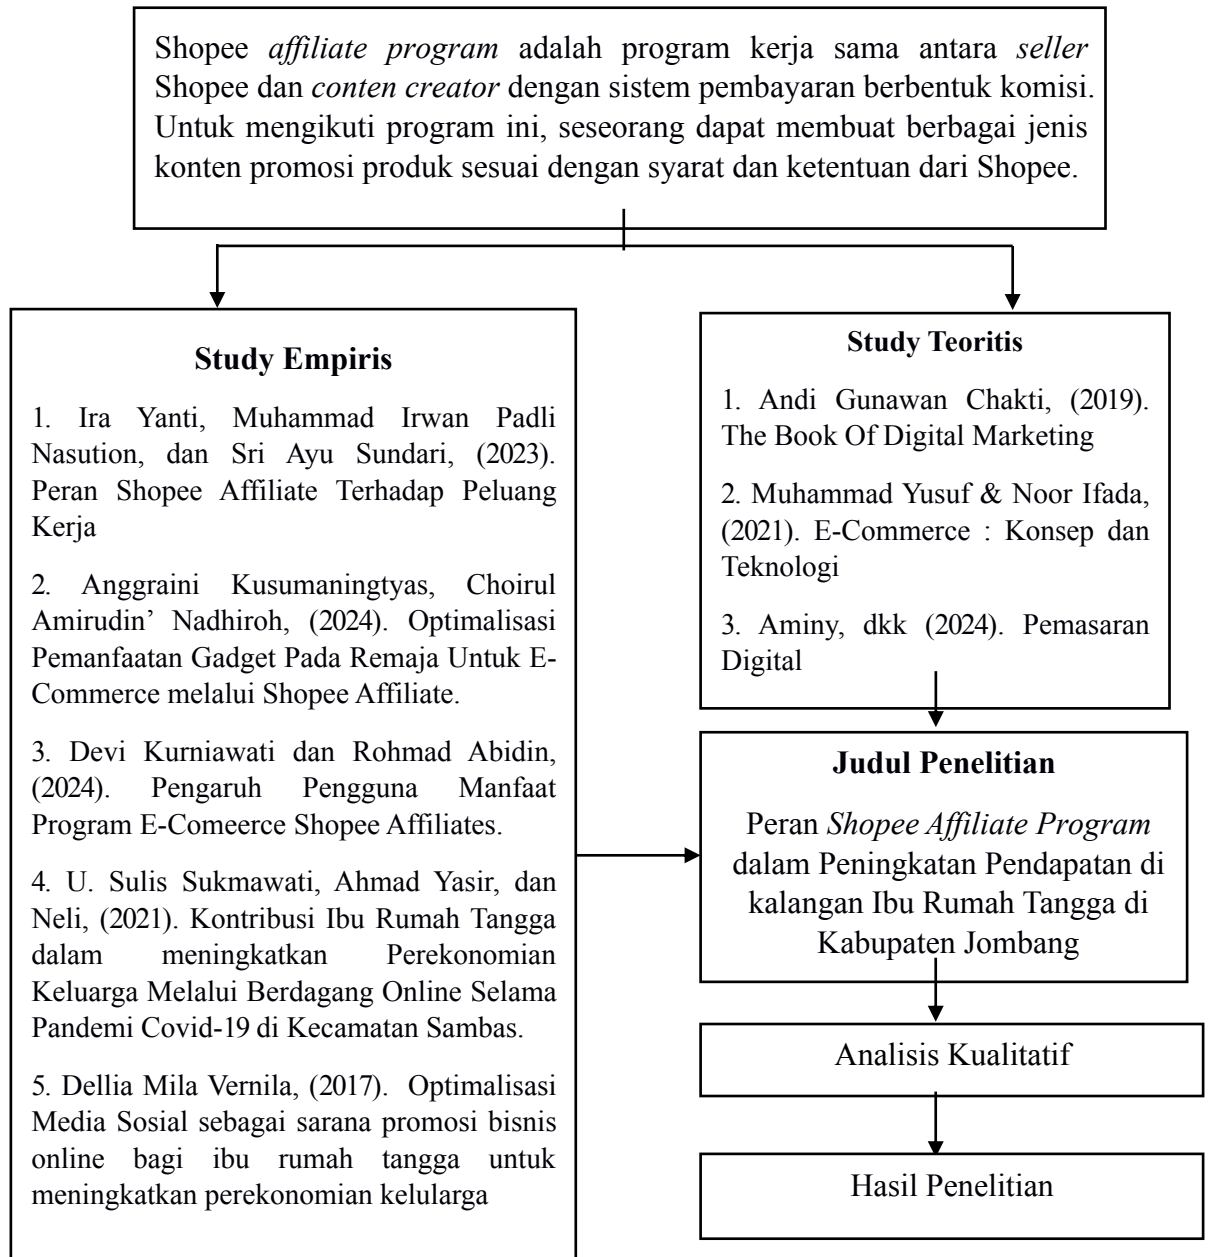 Shopee affiliate program adalah program kerja sama antara seller
Shopee dan conten creator dengan sistem pembayaran berbentuk komisi.
Untuk mengikuti program ini, seseorang dapat membuat berbagai jenis
konten promosi produk sesuai dengan syarat dan ketentuan dari Shopee.
Study Empiris
1. Ira Yanti, Muhammad Irwan Padli
Nasution, dan Sri Ayu Sundari, (2023).
Peran Shopee Affiliate Terhadap Peluang
Kerja
2. Anggraini Kusumaningtyas, Choirul
Amirudin’ Nadhiroh, (2024). Optimalisasi
Pemanfaatan Gadget Pada Remaja Untuk E-
Commerce melalui Shopee Affiliate.
3. Devi Kurniawati dan Rohmad Abidin,
(2024). Pengaruh Pengguna Manfaat
Program E-Comeerce Shopee Affiliates.
4. U. Sulis Sukmawati, Ahmad Yasir, dan
Neli, (2021). Kontribusi Ibu Rumah Tangga
dalam meningkatkan Perekonomian
Keluarga Melalui Berdagang Online Selama
Pandemi Covid-19 di Kecamatan Sambas.
5. Dellia Mila Vernila, (2017). Optimalisasi
Media Sosial sebagai sarana promosi bisnis
online bagi ibu rumah tangga untuk
meningkatkan perekonomian kelularga
Study Teoritis
1. Andi Gunawan Chakti, (2019).
The Book Of Digital Marketing
2. Muhammad Yusuf & Noor Ifada,
(2021). E-Commerce : Konsep dan
Teknologi
3. Aminy, dkk (2024). Pemasaran
Digital
Judul Penelitian
Peran Shopee Affiliate Program
dalam Peningkatan Pendapatan di
kalangan Ibu Rumah Tangga di
Kabupaten Jombang
Analisis Kualitatif
Hasil Penelitian